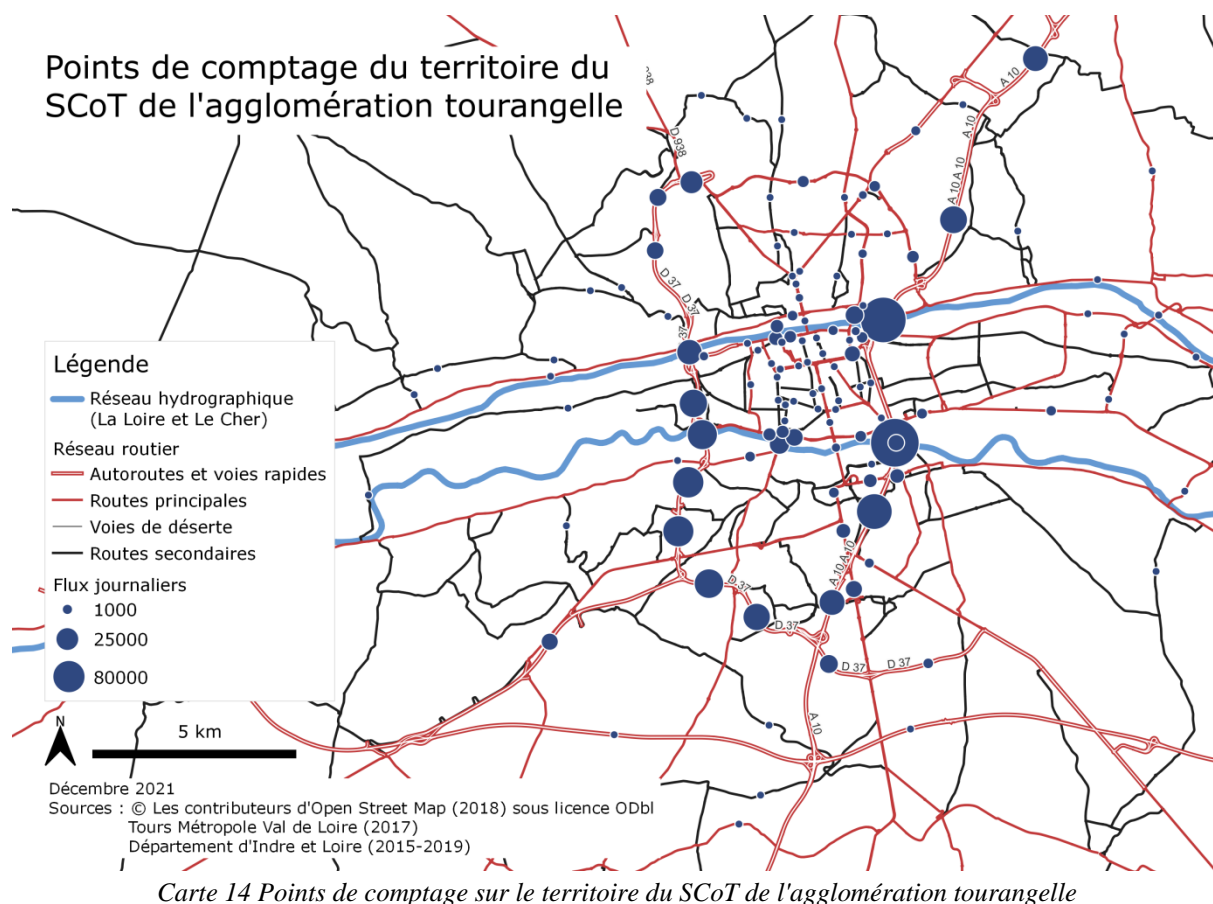 Points de comptage du territoire du
SCoT de l'agglomération tourangelle
938
D 938
A 10
A 10
A 10 A 10
D 37
D 37
37
Légende
Réseau hydrographique
(La Loire et Le Cher)
Réseau routier
Autoroutes et voies rapides
Routes principales
Voies de déserte
Routes secondaires
Flux journaliers
1000
25000
80000
A 10 A 10
D 37
D 37
D 37
D 37
A 10
N
5 km
Décembre 2021
Sources : © Les contributeurs d'Open Street Map (2018) sous licence ODbl
Tours Métropole Val de Loire (2017)
Département d'Indre et Loire (2015-2019)
Carte 14 Points de comptage sur le territoire du SCoT de l'agglomération tourangelle